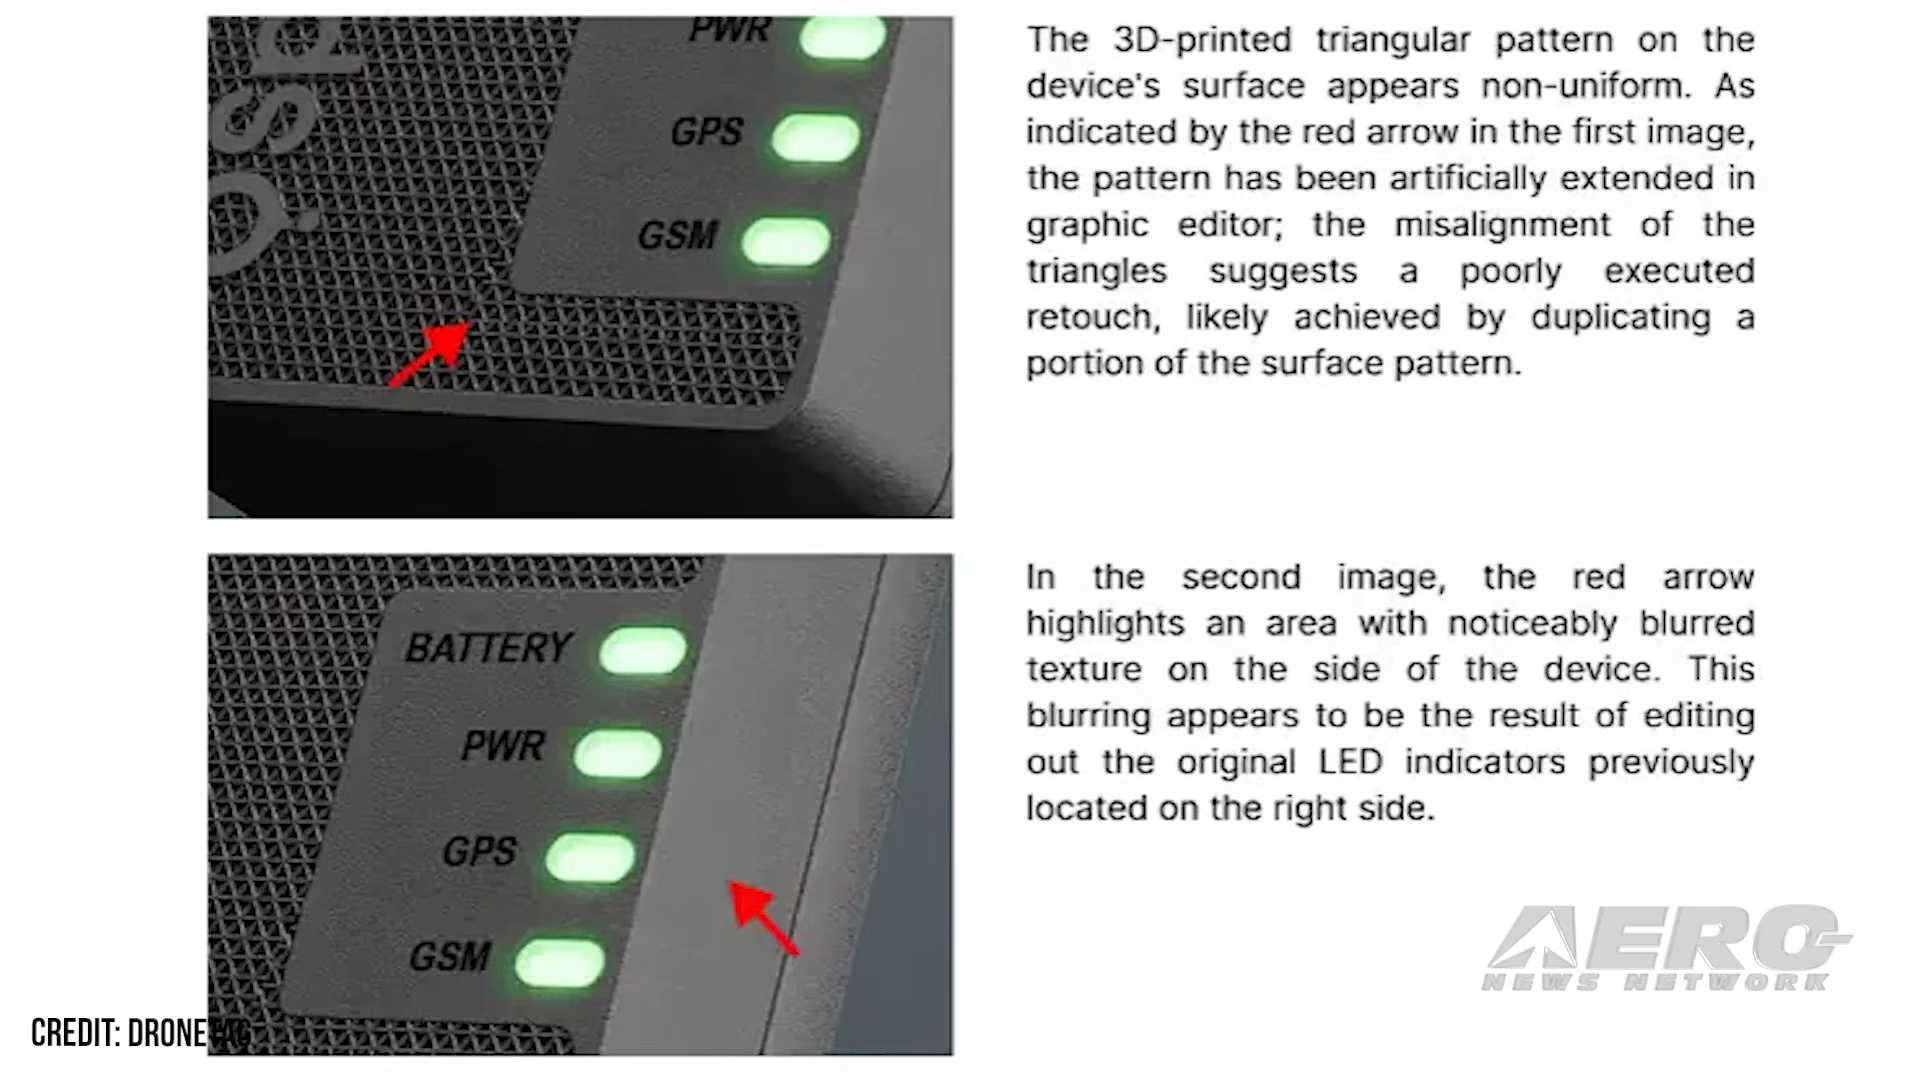 PWR
GPS
GSM
The 3D-printed triangular pattern on the
device's surface appears non-uniform. As
indicated by the red arrow in the first image,
the pattern has been artificially extended in
graphic editor; the misalignment of the
triangles suggests a poorly executed
retouch, likely achieved by duplicating a
portion of the surface pattern.
BATTERY
PWR
GPS
GSM
In the second image, the red arrow
highlights an area with noticeably blurred
texture on the side of the device. This
blurring appears to be the result of editing
out the original LED indicators previously
located on the right side.
AERO
NEWS NETWORK
CREDIT: DRONETAG